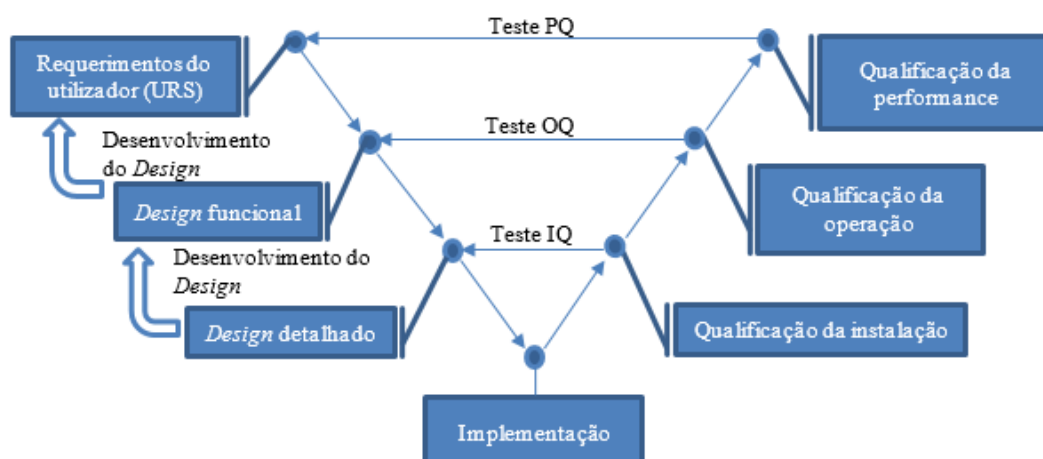 Teste PQ
Requerimentos do
utilizador (URS)
Qualificação da
performance
Desenvolvimento
do Design
Teste OQ
Design funcional
Qualificação da
operação
Teste IQ
Desenvolvimento do
Design
Design detalhado
Qualificação da instalação
Implementação